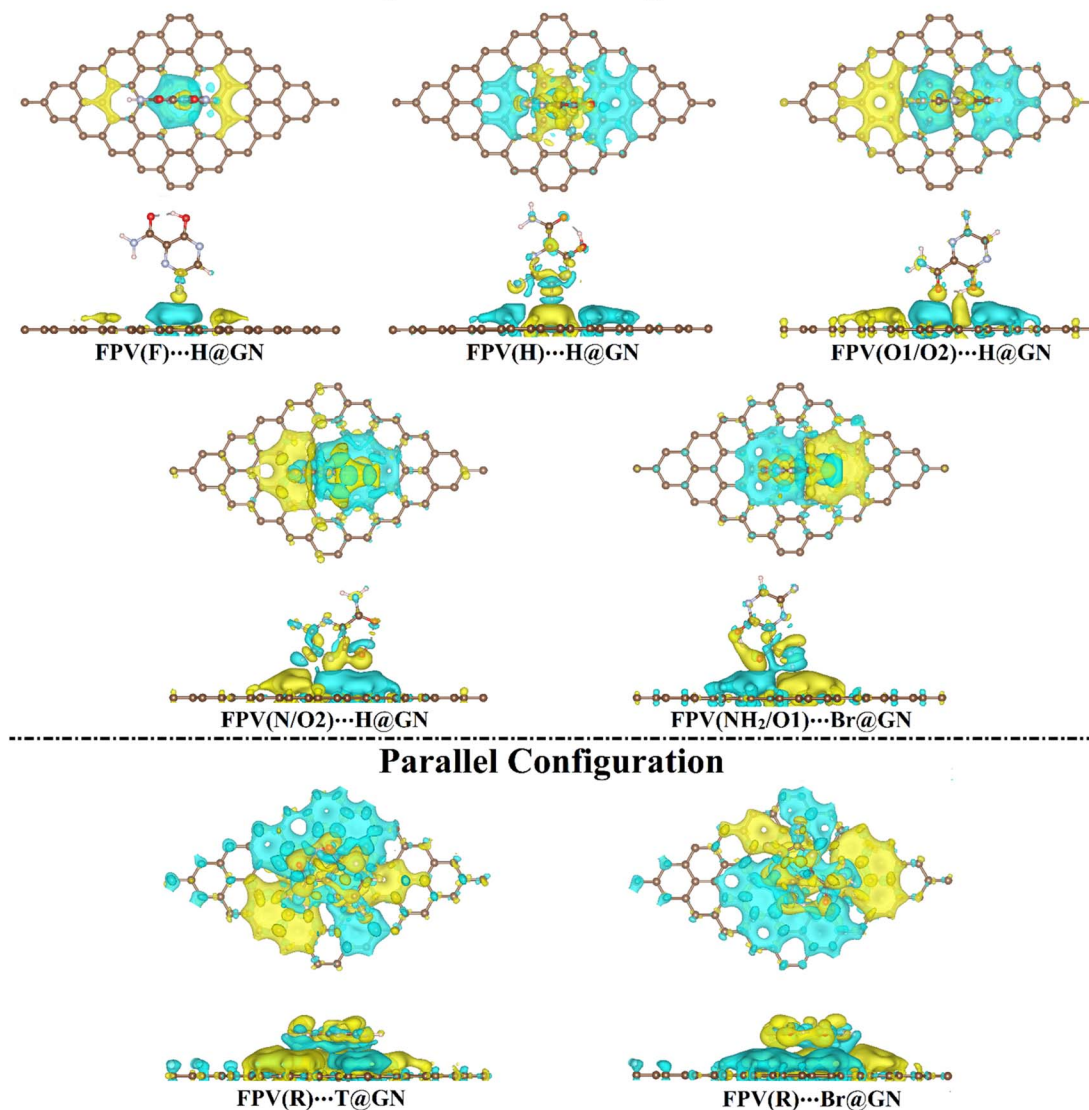 FPV(F)···H@GN
FPV(H)···H@GN
FPV(O1/O2)···H@GN
FPV(N/O2)···H@GN
FPV(NH₂/O1)···Br@GN
Parallel Configuration
FPV(R)···T@GN
FPV(R)···Br@GN